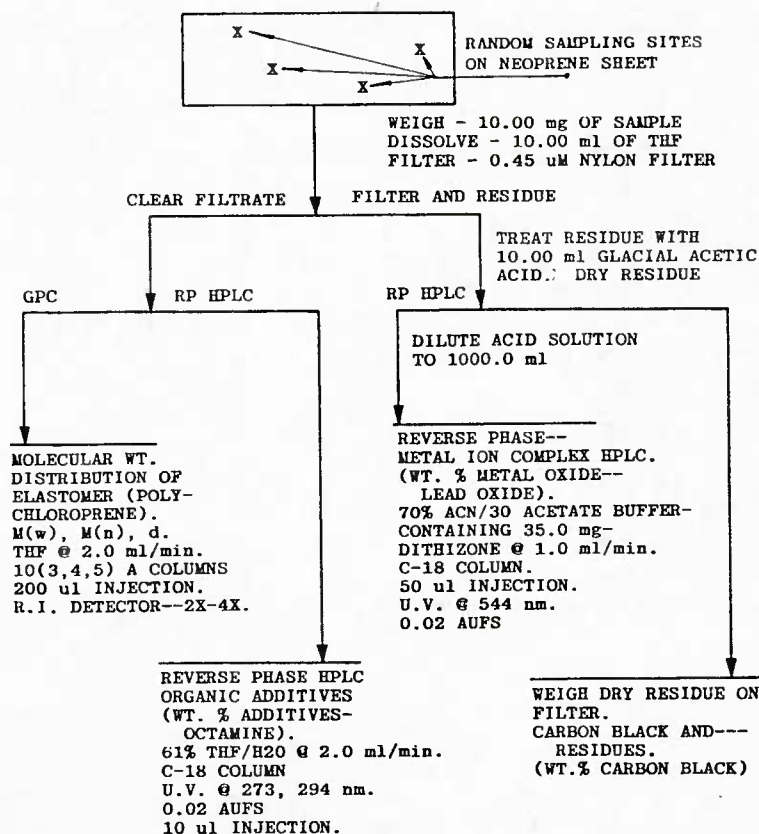 X
X
X
X
RANDOM SAMPLING SITES
ON NEOPRENE SHEET
WEIGH - 10.00 mg OF SAMPLE
DISSOLVE - 10.00 ml OF THF
FILTER - 0.45 uM NYLON FILTER
CLEAR FILTRATE
FILTER AND RESIDUE
TREAT RESIDUE WITH
10.00 ml GLACIAL ACETIC
ACID. DRY RESIDUE
GPC
RP HPLC
RP HPLC
DILUTE ACID SOLUTION
TO 1000.0 ml
MOLECULAR WT.
DISTRIBUTION OF
ELASTOMER (POLY-
CHLOROPRENE).
M(w), M(n), d.
THF @ 2.0 ml/min.
10(3,4,5) A COLUMNS
200 ul INJECTION.
R.I. DETECTOR--2X-4X.
REVERSE PHASE--
METAL ION COMPLEX HPLC.
(WT. % METAL OXIDE--
LEAD OXIDE).
70% ACN/30 ACETATE BUFFER-
CONTAINING 35.0 mg-
DITHIZONE @ 1.0 ml/min.
C-18 COLUMN.
50 ul INJECTION.
U.V. @ 544 nm.
0.02 AUFS
REVERSE PHASE HPLC
ORGANIC ADDITIVES
(WT. % ADDITIVES-
OCTAMINE).
61% THF/H2O @ 2.0 ml/min.
C-18 COLUMN
U.V. @ 273, 294 nm.
0.02 AUFS
10 ul INJECTION.
WEIGH DRY RESIDUE ON
FILTER.
CARBON BLACK AND---
RESIDUES.
(WT.% CARBON BLACK)